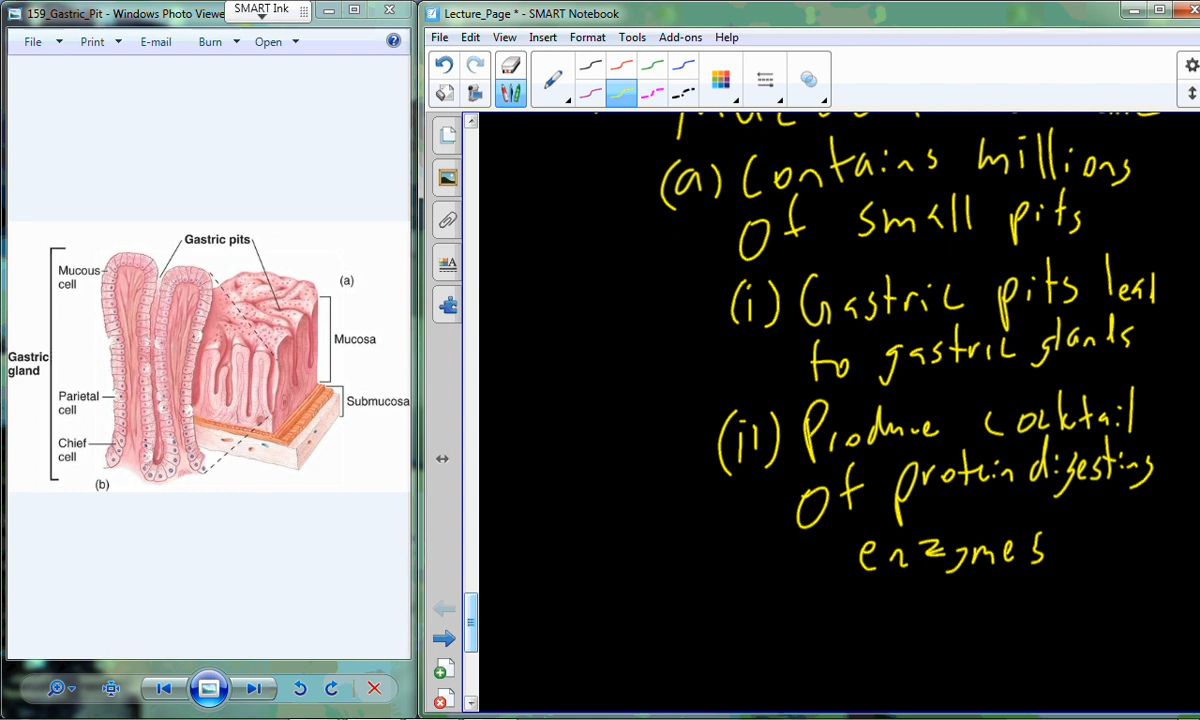 159_Gastric_Pit - Windows Photo Viewe
SMART Ink
File Print E-mail Burn Open
Gastric pits
Mucous
cell
(a)
Mucosa
Gastric
gland
Parietal
cell
Submucosa
Chief
cell
(b)
Lecture_Page * - SMART Notebook
File Edit View Insert Format Tools Add-ons Help
(a) Contains millions
Of small pits
(i) Gastric pits lead
to gastric glands
(ii) Produce cocktail
Of protein digesting
enzymes